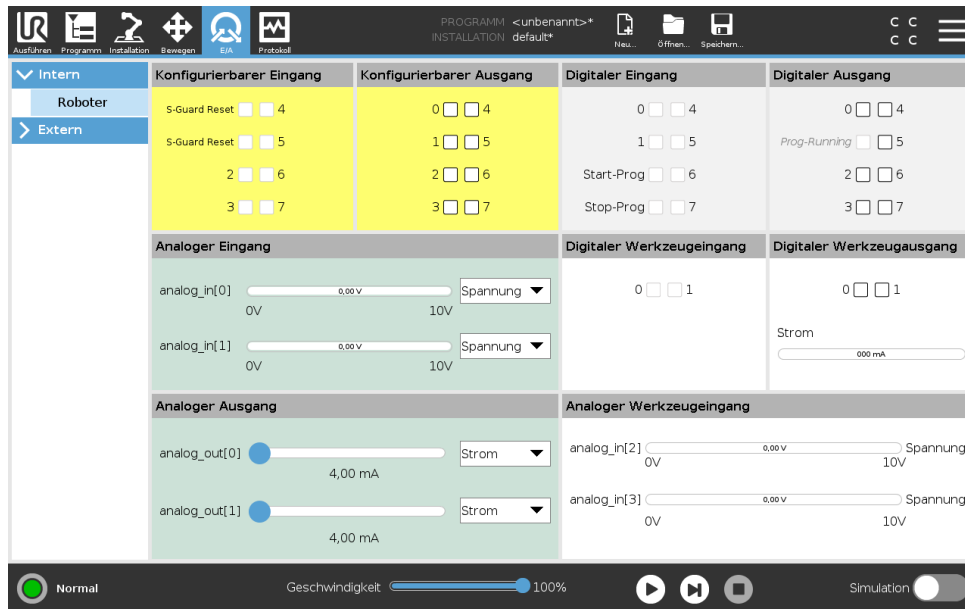 UR
PROGRAMM <unbenannt>*
INSTALLATION default*
Ausführen Programm Installation Bewegen E/A Protokoll
Neu... Öffnen... Speichern...
C C
C C
Intern
Roboter
Extern
Konfigurierbarer Eingang
S-Guard Reset 4
S-Guard Reset 5
2 6
3 7
Konfigurierbarer Ausgang
0 4
1 5
2 6
3 7
Digitaler Eingang
0 4
1 5
Start-Prog 6
Stop-Prog 7
Digitaler Ausgang
0 4
Prog-Running 5
2 6
3 7
Analoger Eingang
analog_in[0] 0,00 V Spannung
0V 10V
analog_in[1] 0,00 V Spannung
0V 10V
Digitaler Werkzeugeingang
0 1
Digitaler Werkzeugausgang
0 1
Strom
000 mA
Analoger Ausgang
analog_out[0] Strom
4,00 mA
analog_out[1] Strom
4,00 mA
Analoger Werkzeugeingang
analog_in[2] 0,00 V Spannung
0V 10V
analog_in[3] 0,00 V Spannung
0V 10V
Normal Geschwindigkeit 100% Simulation